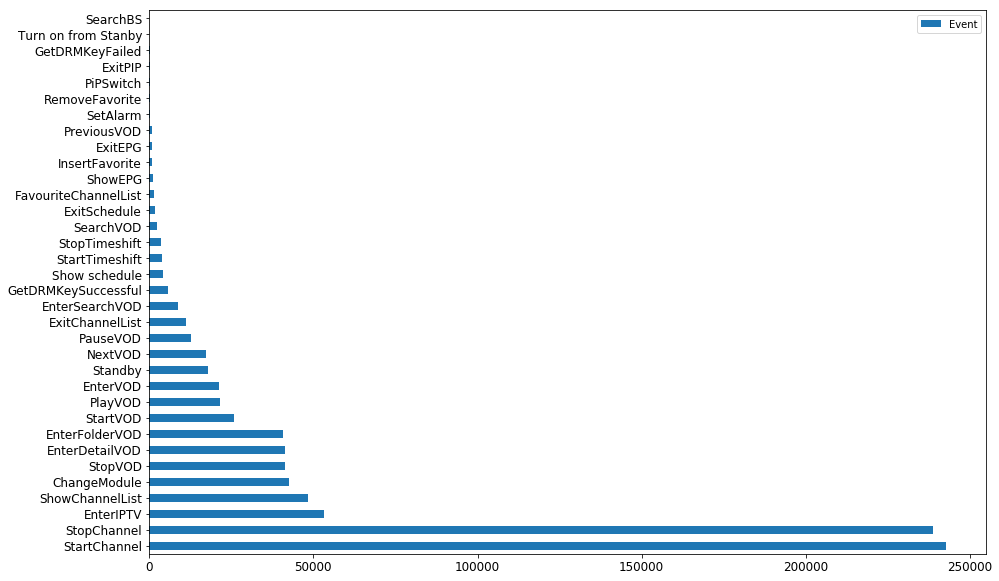 SearchBS
Event
Turn on from Stanby
GetDRMKeyFailed
ExitPIP
PiPSwitch
RemoveFavorite
SetAlarm
PreviousVOD
ExitEPG
InsertFavorite
ShowEPG
FavouriteChannelList
ExitSchedule
SearchVOD
StopTimeshift
StartTimeshift
Show schedule
GetDRMKeySuccessful
EnterSearchVOD
ExitChannelList
PauseVOD
NextVOD
Standby
EnterVOD
PlayVOD
StartVOD
EnterFolderVOD
EnterDetailVOD
StopVOD
ChangeModule
ShowChannelList
EnterIPTV
StopChannel
StartChannel
0 50000 100000 150000 200000 250000